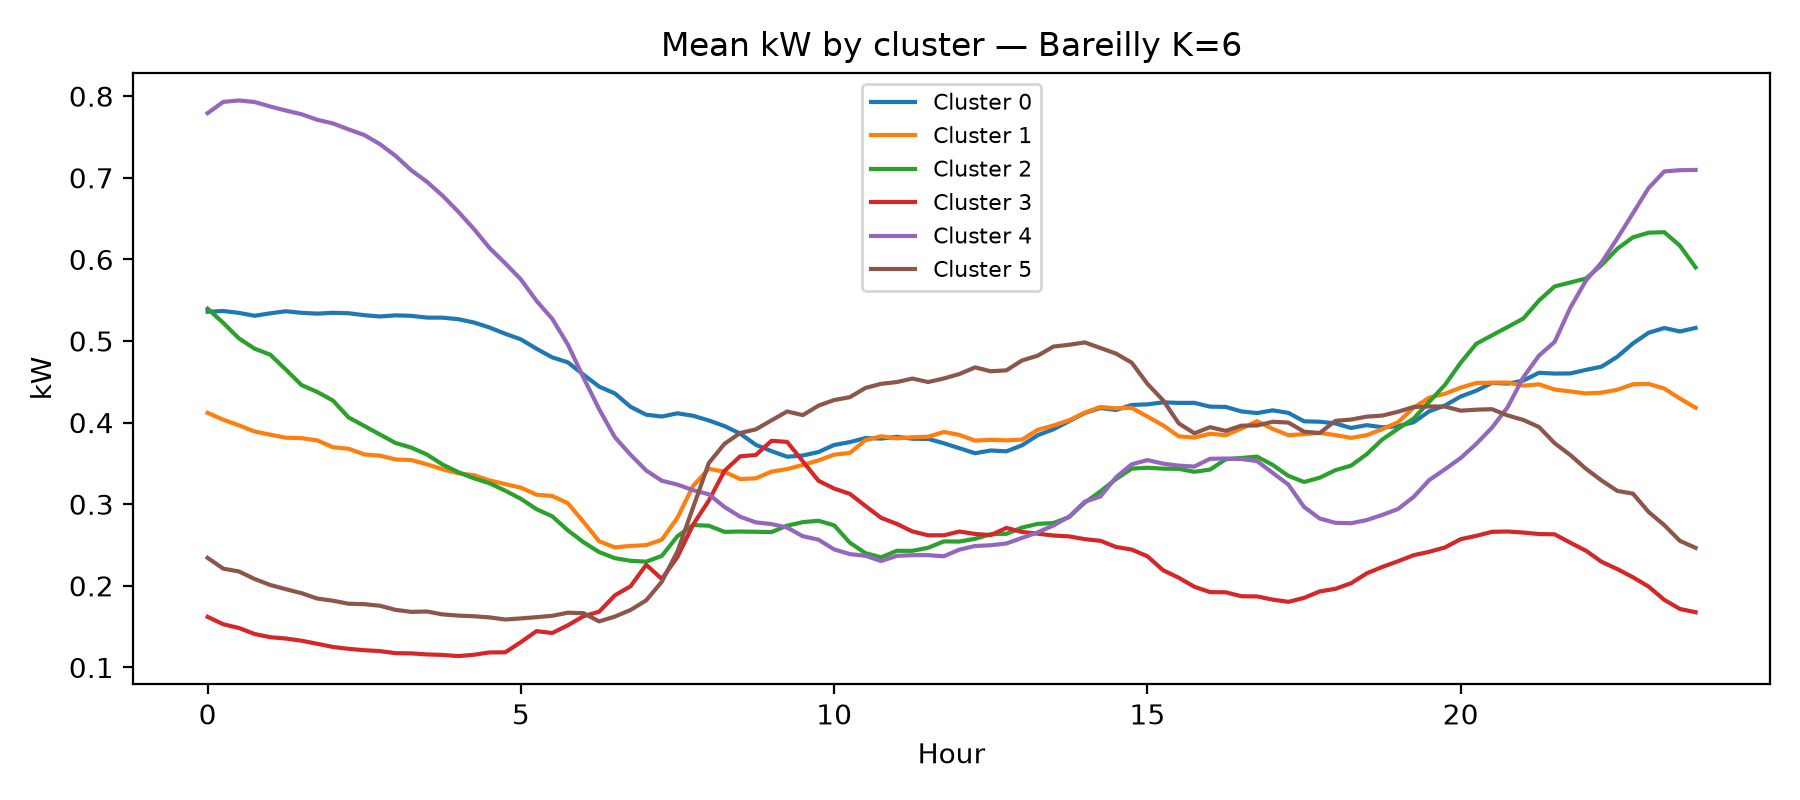 Mean kW by cluster — Bareilly K=6
0.8
0.7
0.6
0.5
0.4
0.3
0.2
0.1
kW
Cluster 0
Cluster 1
Cluster 2
Cluster 3
Cluster 4
Cluster 5
0 5 10 15 20
Hour